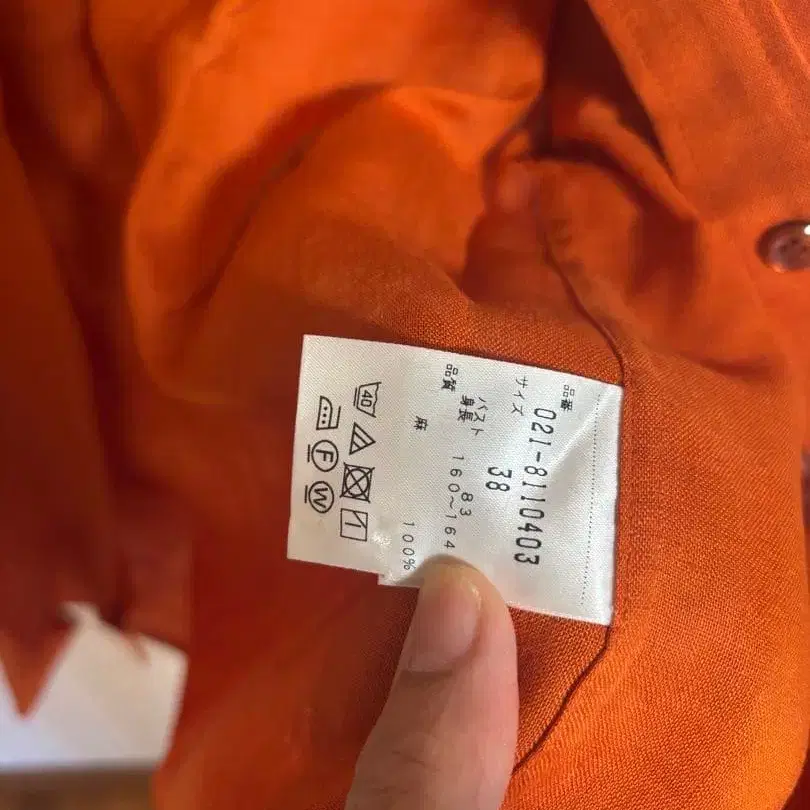 品番 021-8110403
サイズ 38
バスト 83
身長 160～164
品質
麻 100%
40
F
W